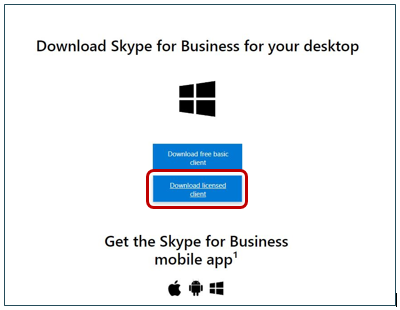 Download Skype for Business for your desktop
Download free basic
client
Download licensed
client
Get the Skype for Business
mobile app¹